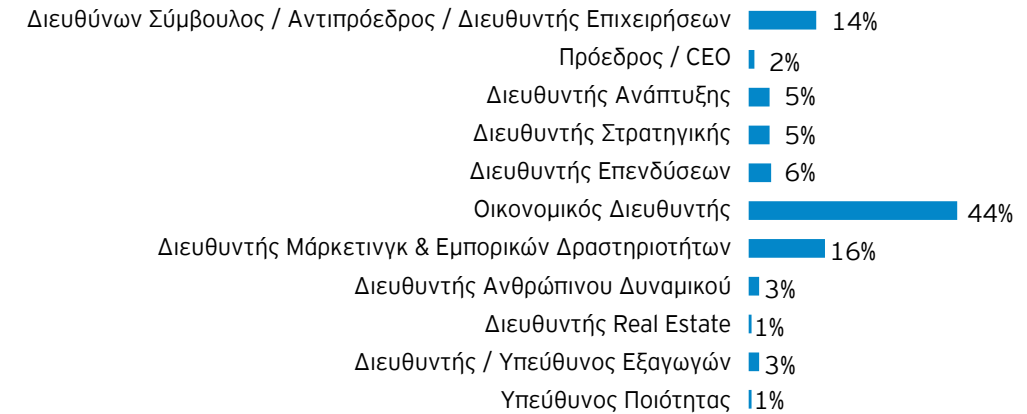 Διευθύνων Σύμβουλος / Αντιπρόεδρος / Διευθυντής Επιχειρήσεων 14%
Πρόεδρος / CEO 2%
Διευθυντής Ανάπτυξης 5%
Διευθυντής Στρατηγικής 5%
Διευθυντής Επενδύσεων 6%
Οικονομικός Διευθυντής 44%
Διευθυντής Μάρκετινγκ & Εμπορικών Δραστηριοτήτων 16%
Διευθυντής Ανθρώπινου Δυναμικού 3%
Διευθυντής Real Estate 1%
Διευθυντής / Υπεύθυνος Εξαγωγών 3%
Υπεύθυνος Ποιότητας 1%